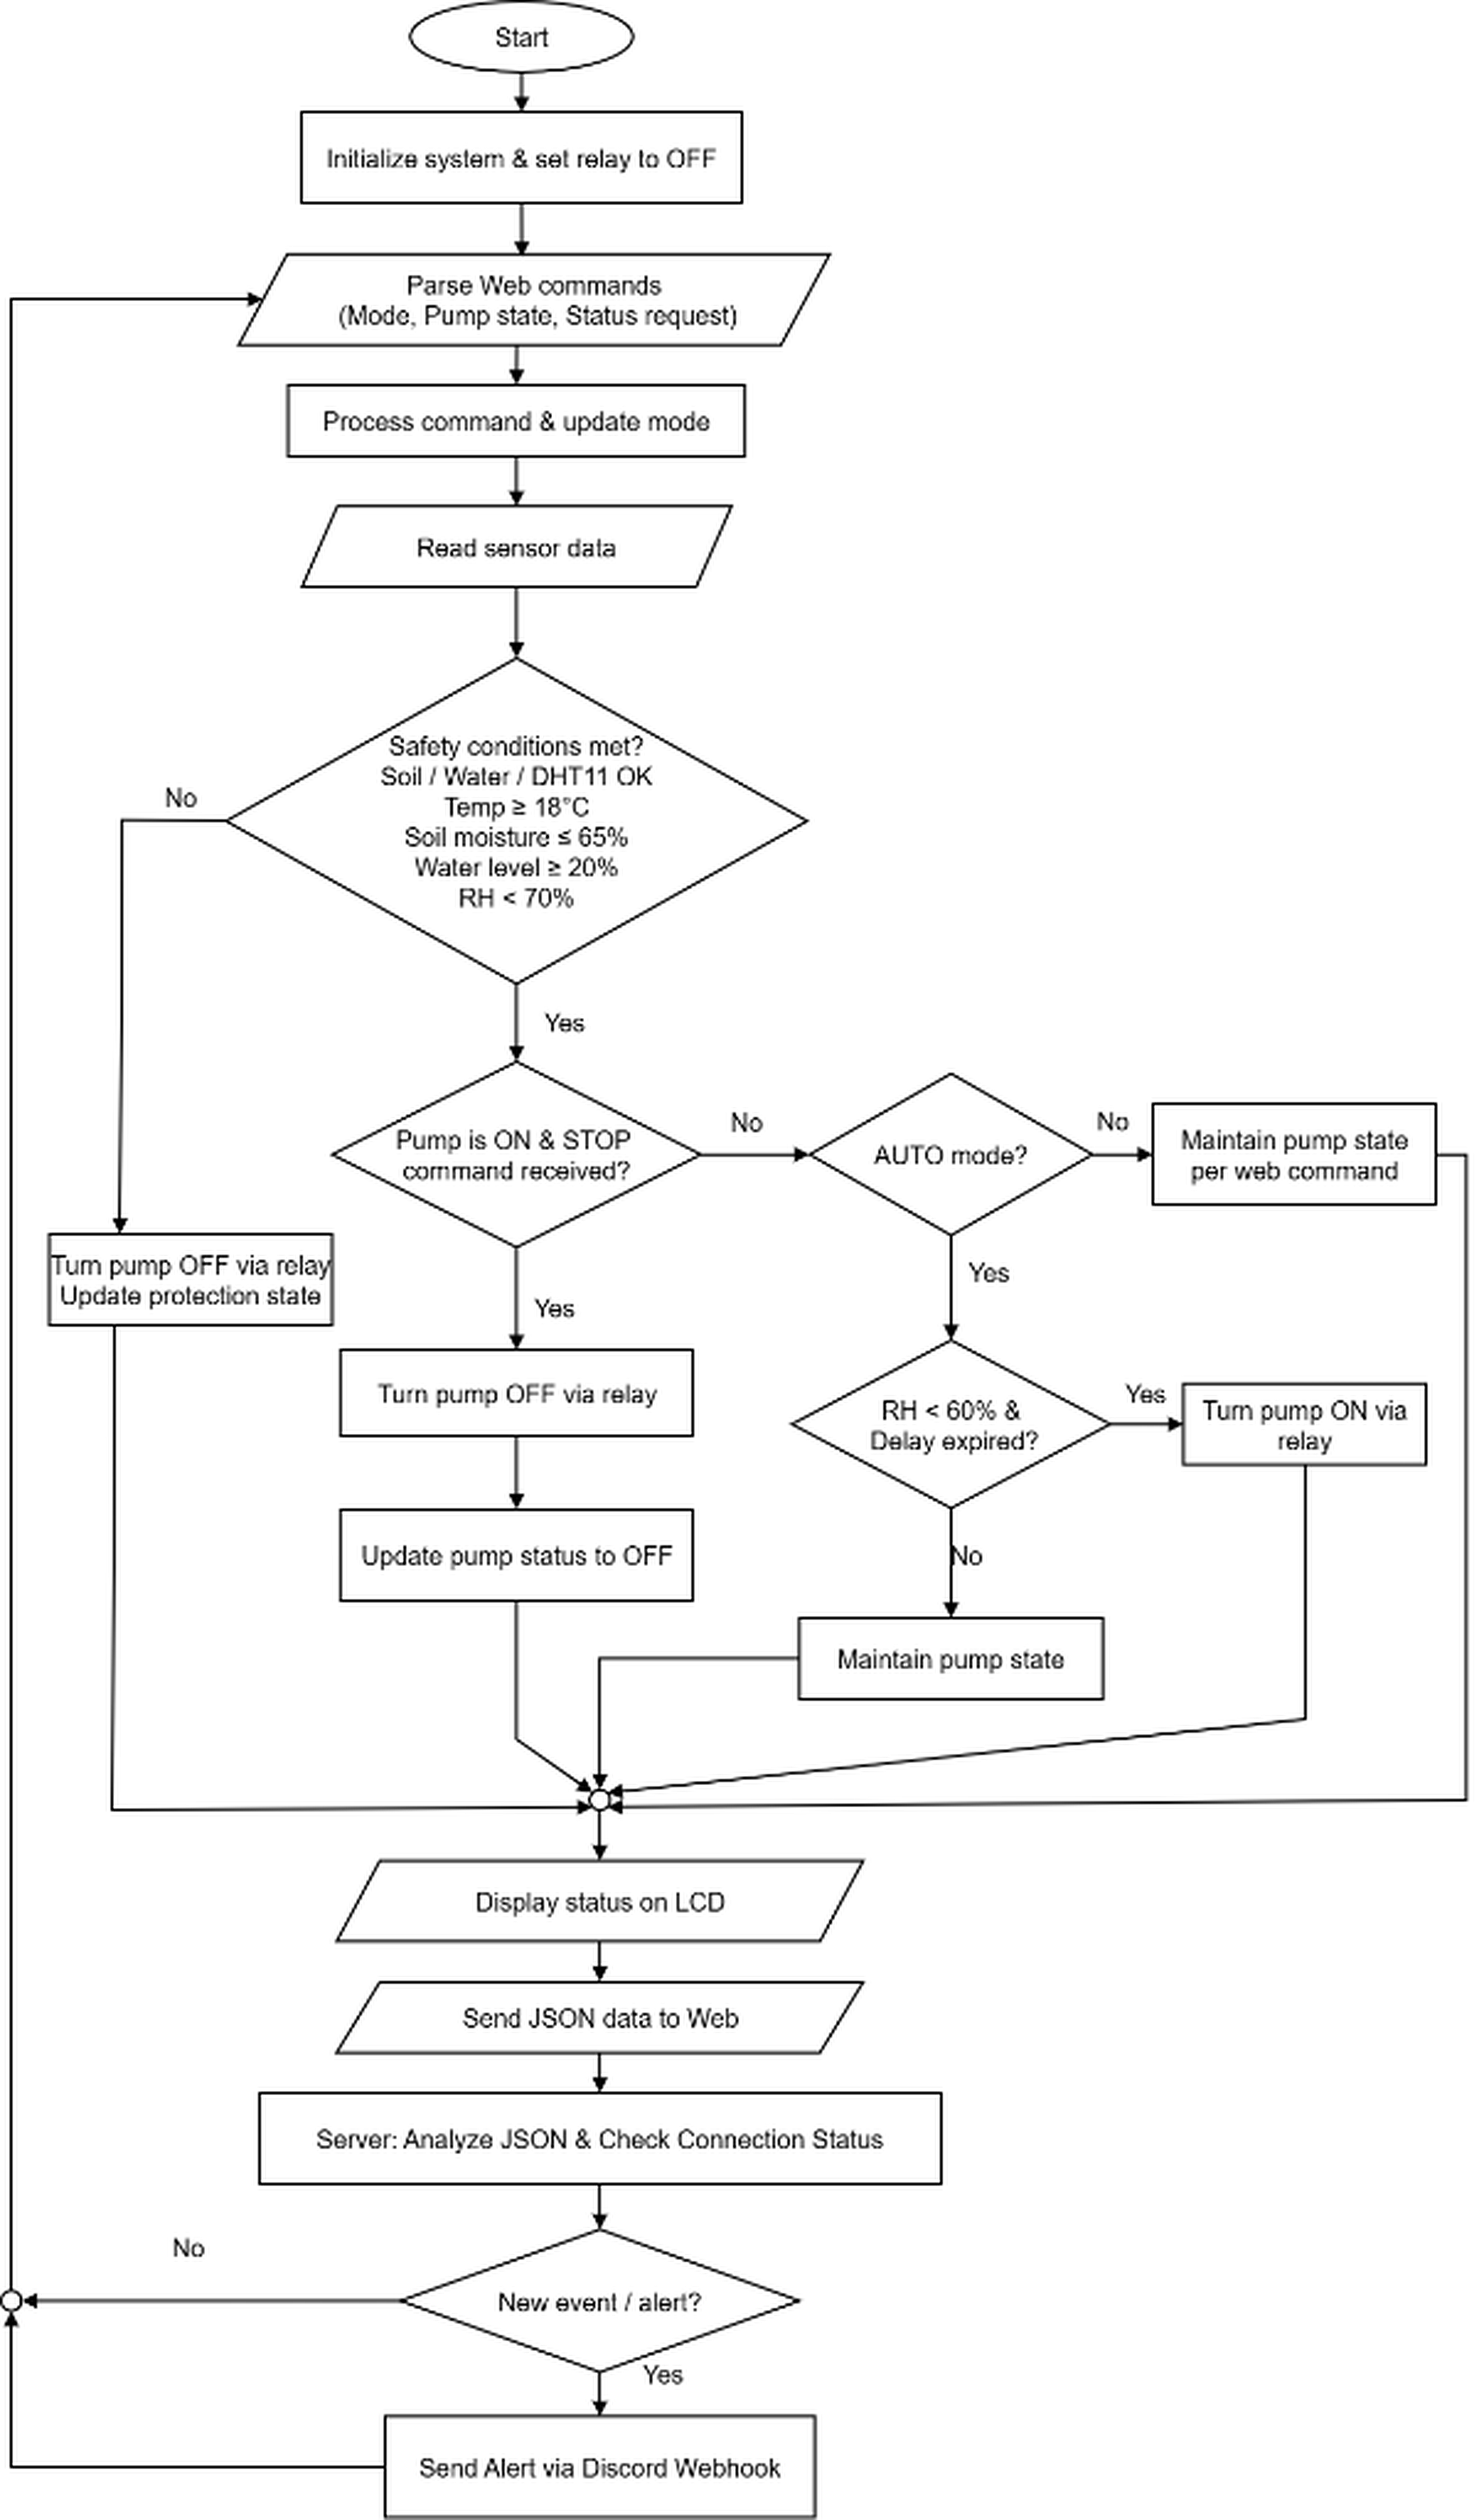 Start
Initialize system & set relay to OFF
Parse Web commands
(Mode, Pump state, Status request)
Process command & update mode
Read sensor data
Safety conditions met?
Soil / Water / DHT11 OK
Temp ≥ 18°C
Soil moisture ≤ 65%
Water level ≥ 20%
RH < 70%
No
Yes
Pump is ON & STOP
command received?
No
AUTO mode?
No
Maintain pump state
per web command
Turn pump OFF via relay
Update protection state
Yes
Yes
Turn pump OFF via relay
RH < 60% &
Delay expired?
Yes
Turn pump ON via
relay
Update pump status to OFF
No
Maintain pump state
Display status on LCD
Send JSON data to Web
Server: Analyze JSON & Check Connection Status
No
New event / alert?
Yes
Send Alert via Discord Webhook